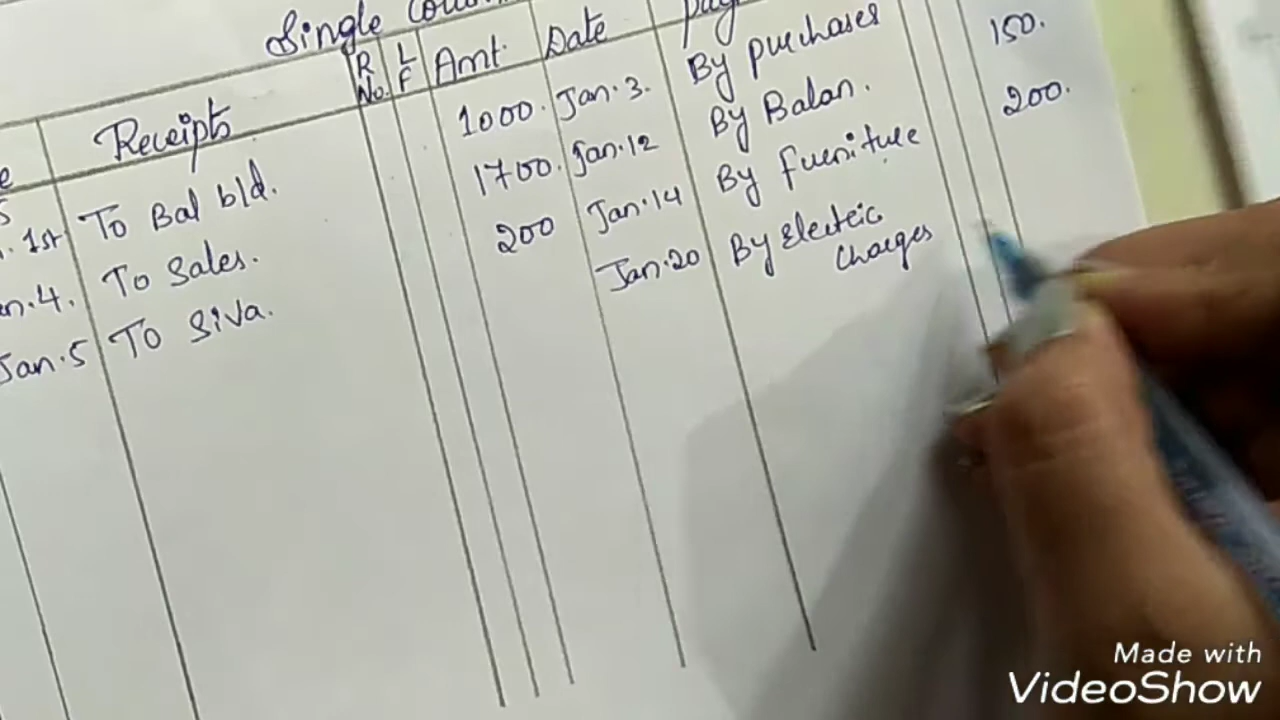 Single
R No. L F Amt. Date
Receipts
1st To Bal b/d. 1000. Jan.3. By purchases
4. To Sales. 1700. Jan.12 By Balan. 150.
Jan.5 To Siva. 200 Jan.14 By Furniture 200.
Jan.20 By Electric
Charges
Made with
VideoShow